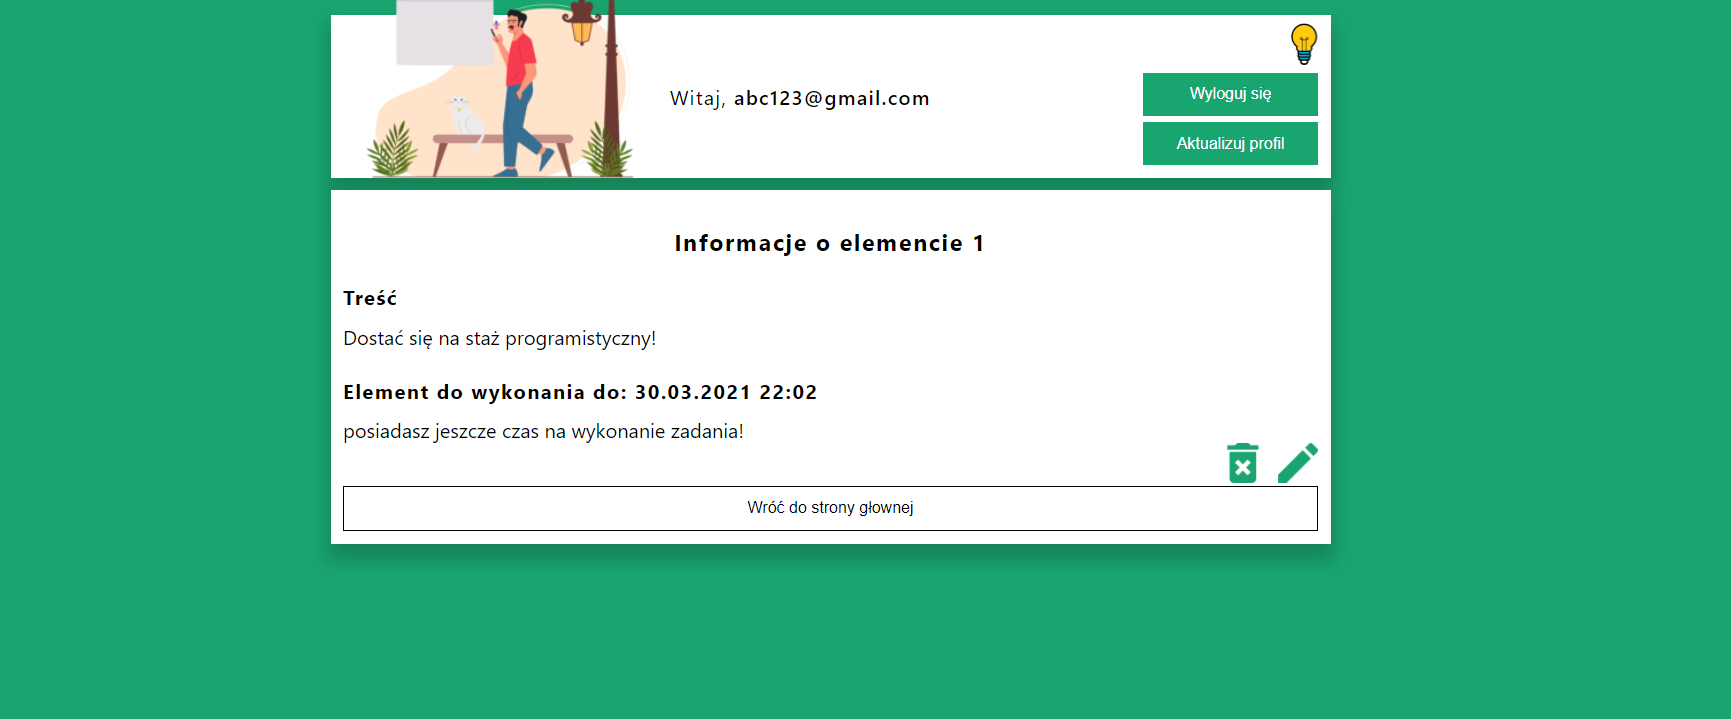 Witaj, abc123@gmail.com
Wyloguj się
Aktualizuj profil
Informacje o elemencie 1
Treść
Dostać się na staż programistyczny!
Element do wykonania do: 30.03.2021 22:02
posiadasz jeszcze czas na wykonanie zadania!
Wróć do strony głownej